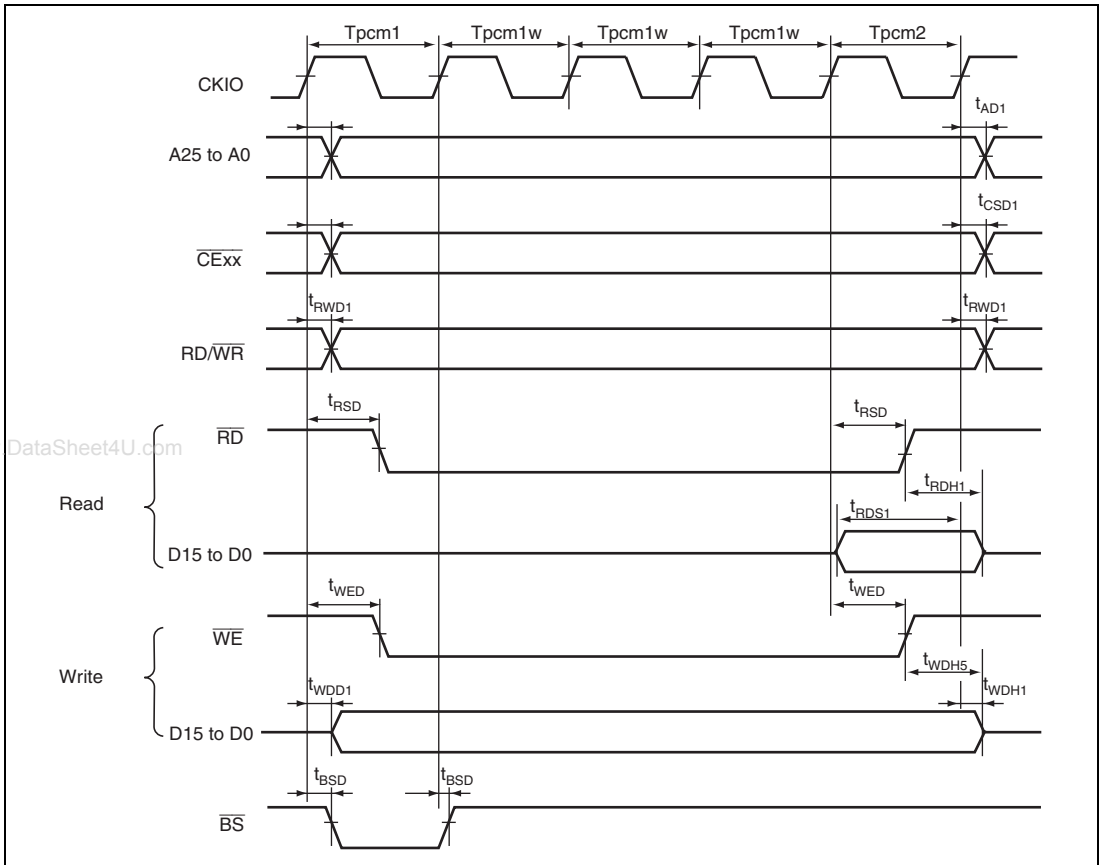 Tpcm1 Tpcm1w Tpcm1w Tpcm1w Tpcm2
CKIO
tAD1
A25 to A0
tCSD1
CExx
tRWD1 tRWD1
RD/WR
tRSD tRSD
RD
DataSheet4U.com
tRDH1
Read
tRDS1
D15 to D0
tWED tWED
WE
tWDH5
Write
tWDD1 tWDH1
D15 to D0
tBSD tBSD
BS